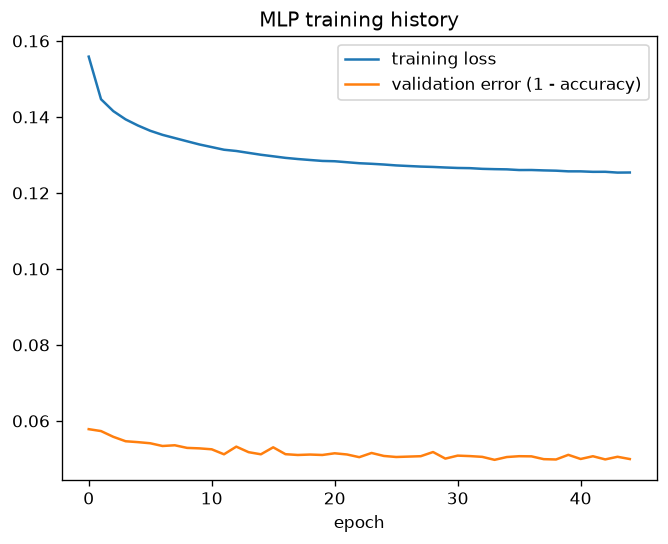 MLP training history
training loss
validation error (1 - accuracy)
0.16
0.14
0.12
0.10
0.08
0.06
0 10 20 30 40
epoch